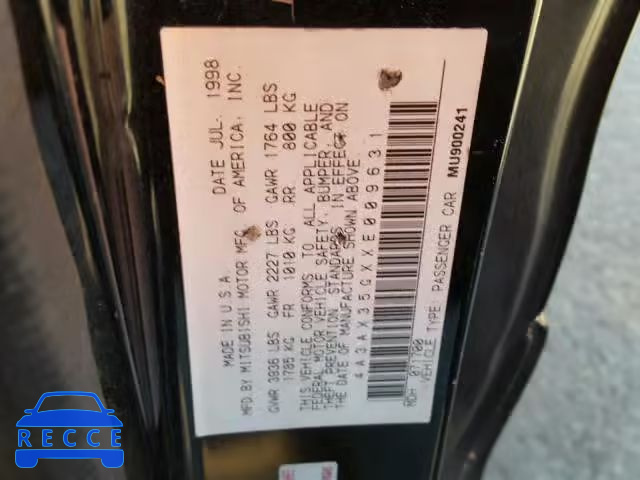 MADE IN U.S.A. DATE JUL. 1998
MFD. BY MITSUBISHI MOTOR MFG. OF AMERICA, INC.
GVWR 3936 LBS GAWR 2227 LBS GAWR 1764 LBS
1785 KG FR 1010 KG RR. 800 KG
THIS VEHICLE CONFORMS TO ALL APPLICABLE
FEDERAL MOTOR VEHICLE SAFETY, BUMPER, AND
THEFT PREVENTION STANDARDS IN EFFECT ON
THE DATE OF MANUFACTURE SHOWN ABOVE
4A3AX35GXXE009631
RDH 071700
VEHICLE TYPE: PASSENGER CAR MU900241
RECCE